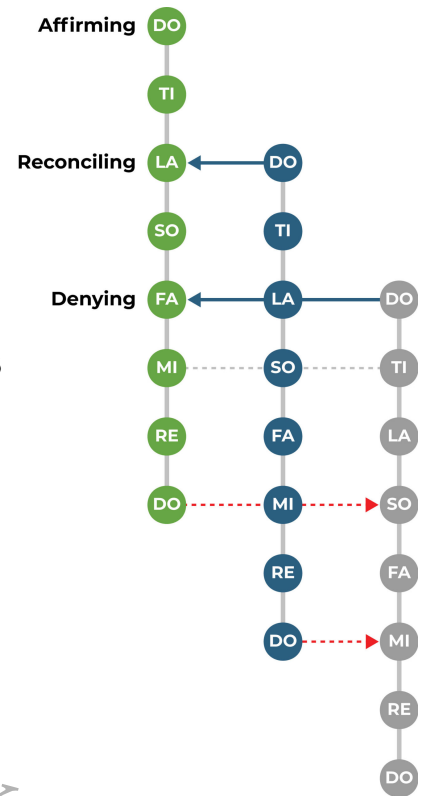 Affirming DO
TI
Reconciling LA DO
SO TI
Denying FA LA DO
MI SO TI
RE FA LA
DO MI SO
RE FA
DO MI
RE
DO